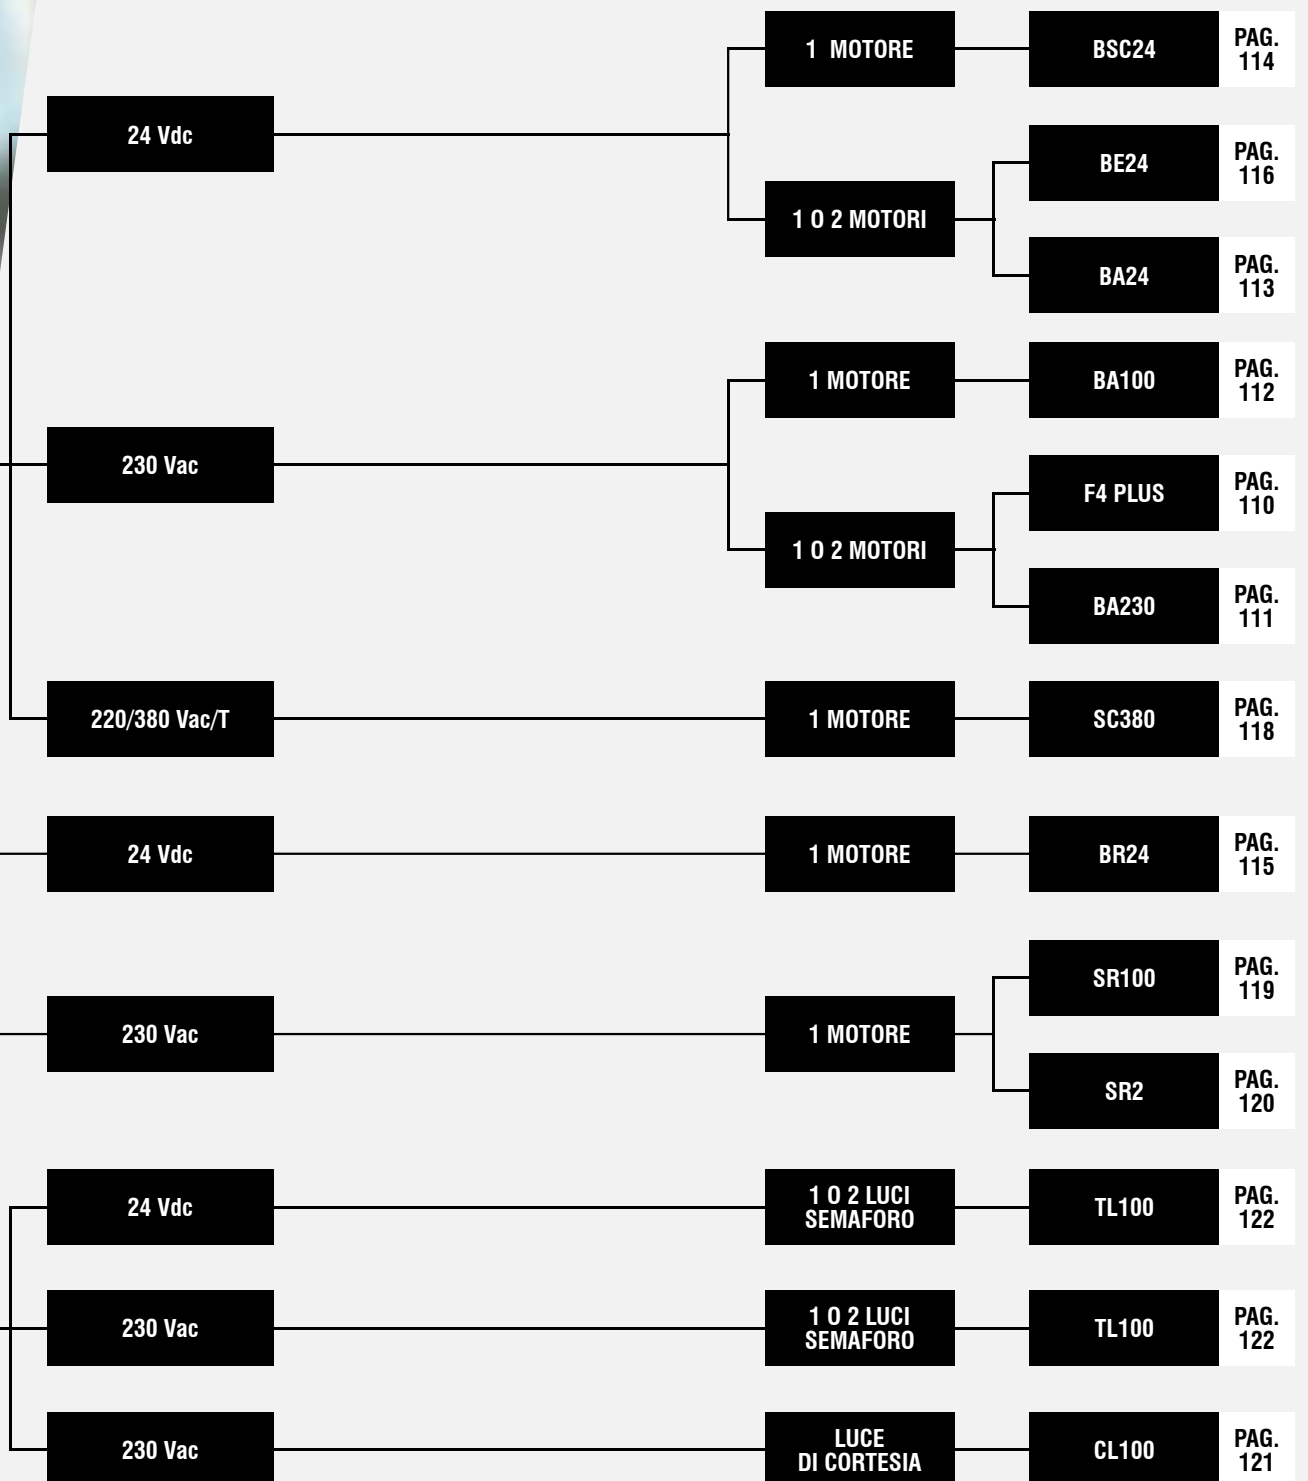 1 MOTORE
BSC24
PAG.
114
24 Vdc
BE24
PAG.
116
1 O 2 MOTORI
BA24
PAG.
113
1 MOTORE
BA100
PAG.
112
230 Vac
F4 PLUS
PAG.
110
1 O 2 MOTORI
BA230
PAG.
111
220/380 Vac/T
1 MOTORE
SC380
PAG.
118
24 Vdc
1 MOTORE
BR24
PAG.
115
SR100
PAG.
119
230 Vac
1 MOTORE
SR2
PAG.
120
24 Vdc
1 O 2 LUCI
SEMAFORO
TL100
PAG.
122
230 Vac
1 O 2 LUCI
SEMAFORO
TL100
PAG.
122
230 Vac
LUCE
DI CORTESIA
CL100
PAG.
121